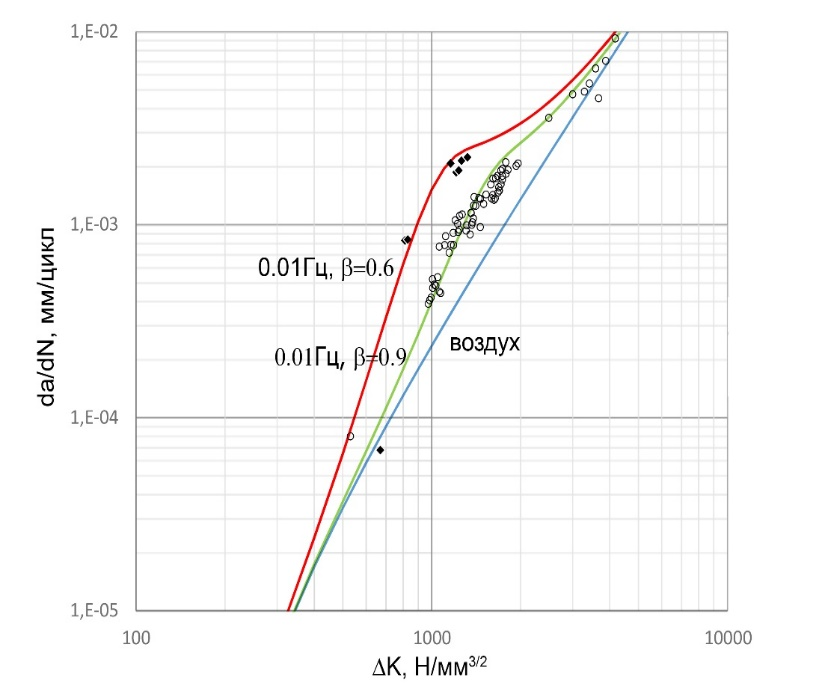 1,E-02
1,E-03
1,E-04
1,E-05
da/dN, мм/цикл
0.01Гц, β=0.6
0.01Гц, β=0.9
воздух
100
1000
10000
ΔK, Н/мм³/²